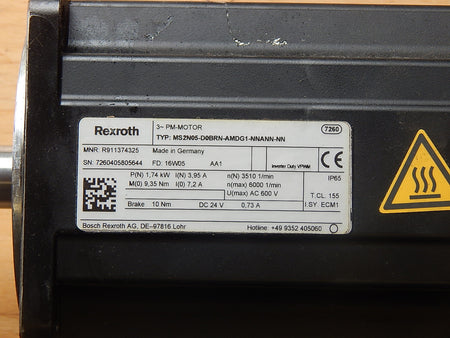 Rexroth
3~ PM-MOTOR
7260
TYP: MS2N05-D0BRN-AMDG1-NNANN-NN
MNR: R911374325 Made in Germany
SN: 7260405805644 FD: 16W05 AA1
Inverter Duty VPWM
P(N) 1,74 kW I(N) 3,95 A n(N) 3510 1/min IP65
M(0) 9,35 Nm I(0) 7,2 A n(max) 6000 1/min
U(max) AC 600 V T.CL. 155
I.SY. ECM1
Brake 10 Nm DC 24 V 0,73 A
Bosch Rexroth AG, DE-97816 Lohr Hotline: +49 9352 405060